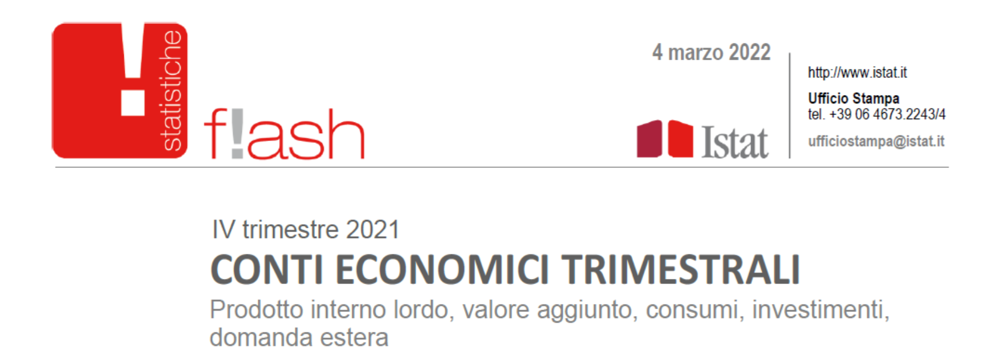 statistiche
f!ash
4 marzo 2022
Istat
http://www.istat.it
Ufficio Stampa
tel. +39 06 4673.2243/4
ufficiostampa@istat.it
IV trimestre 2021
CONTI ECONOMICI TRIMESTRALI
Prodotto interno lordo, valore aggiunto, consumi, investimenti,
domanda estera